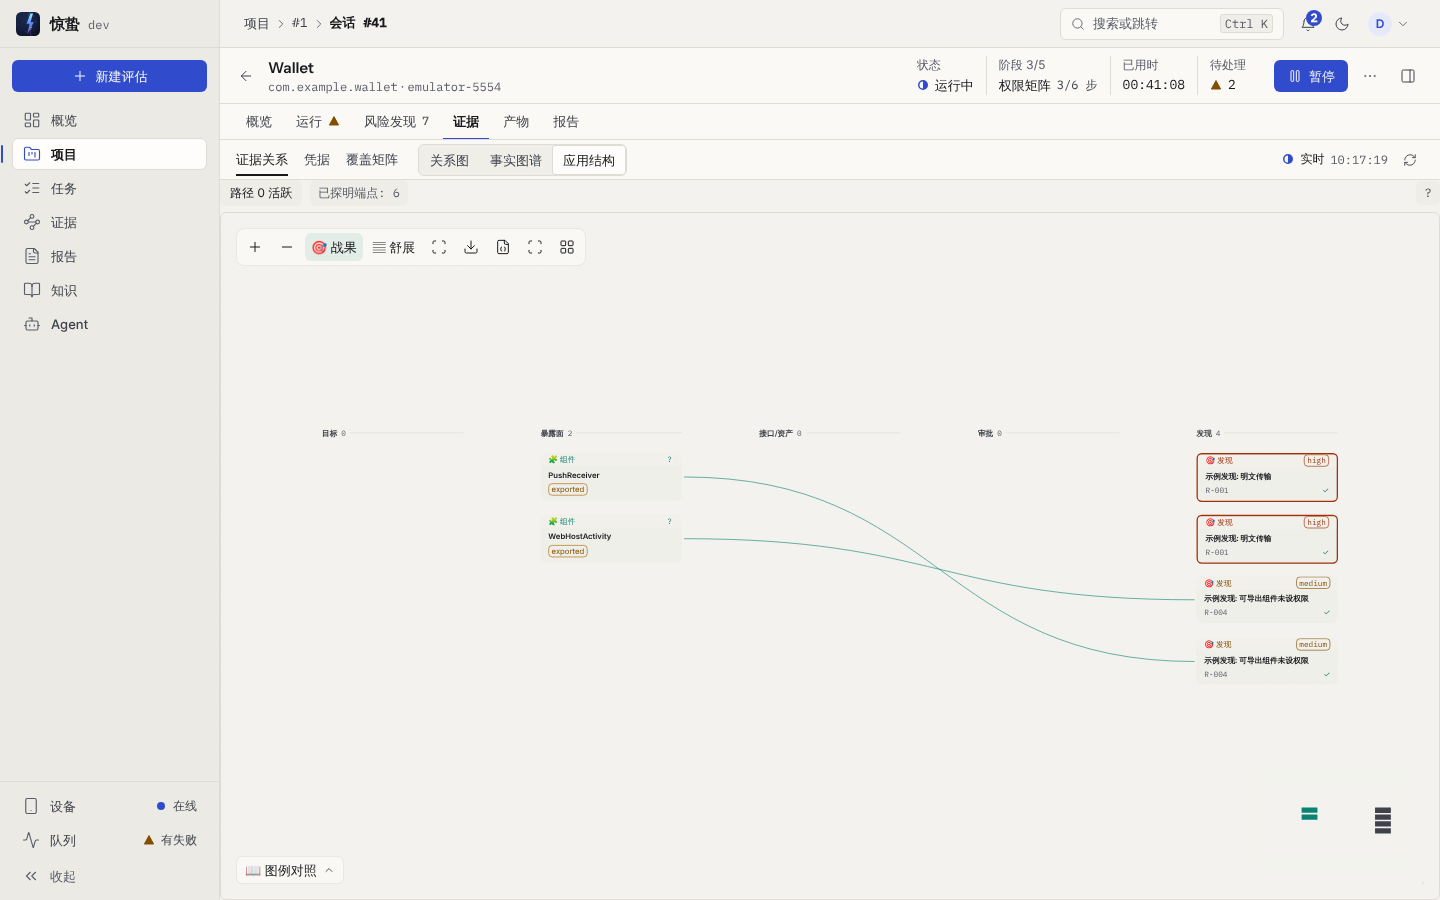 惊蛰 dev
项目 #1 会话 #41
搜索或跳转 Ctrl K
2
D
新建评估
概览
项目
任务
证据
报告
知识
Agent
Wallet
com.example.wallet · emulator-5554
状态
运行中
阶段 3/5
权限矩阵 3/6 步
已用时
00:41:08
待处理
2
暂停
概览 运行 风险发现 7 证据 产物 报告
证据关系 凭据 覆盖矩阵 关系图 事实图谱 应用结构
实时 10:17:19
路径 0 活跃 已探明端点: 6
?
战果 舒展
目标 0
暴露面 2
接口/资产 0
审批 0
发现 4
组件 ?
PushReceiver
exported
组件 ?
WebHostActivity
exported
发现 high
示例发现: 明文传输
R-001
发现 high
示例发现: 明文传输
R-001
发现 medium
示例发现: 可导出组件未设权限
R-004
发现 medium
示例发现: 可导出组件未设权限
R-004
设备 在线
队列 有失败
收起
图例对照